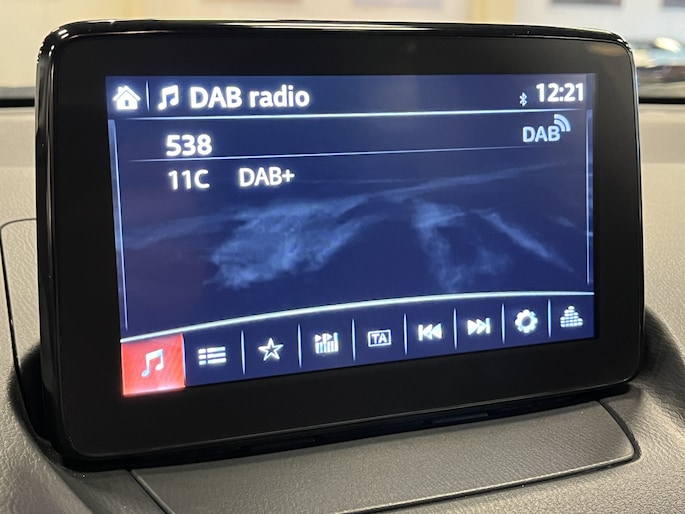 DAB radio 12:21
538 DAB
11C DAB+
TA